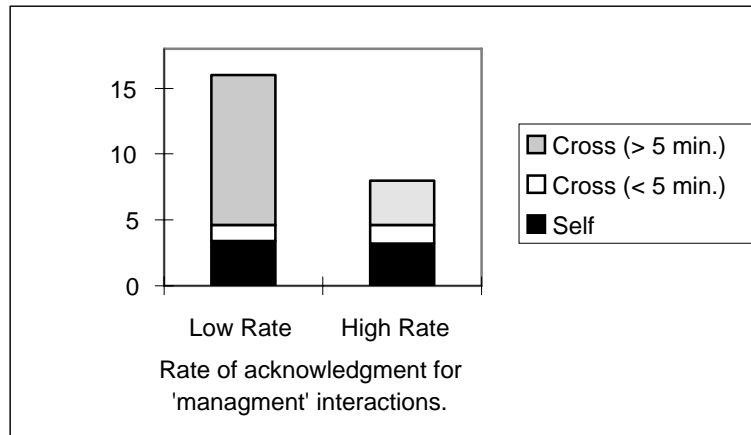 15
10
5
0
Low Rate High Rate
Rate of acknowledgment for
'managment' interactions.
Cross (> 5 min.)
Cross (< 5 min.)
Self